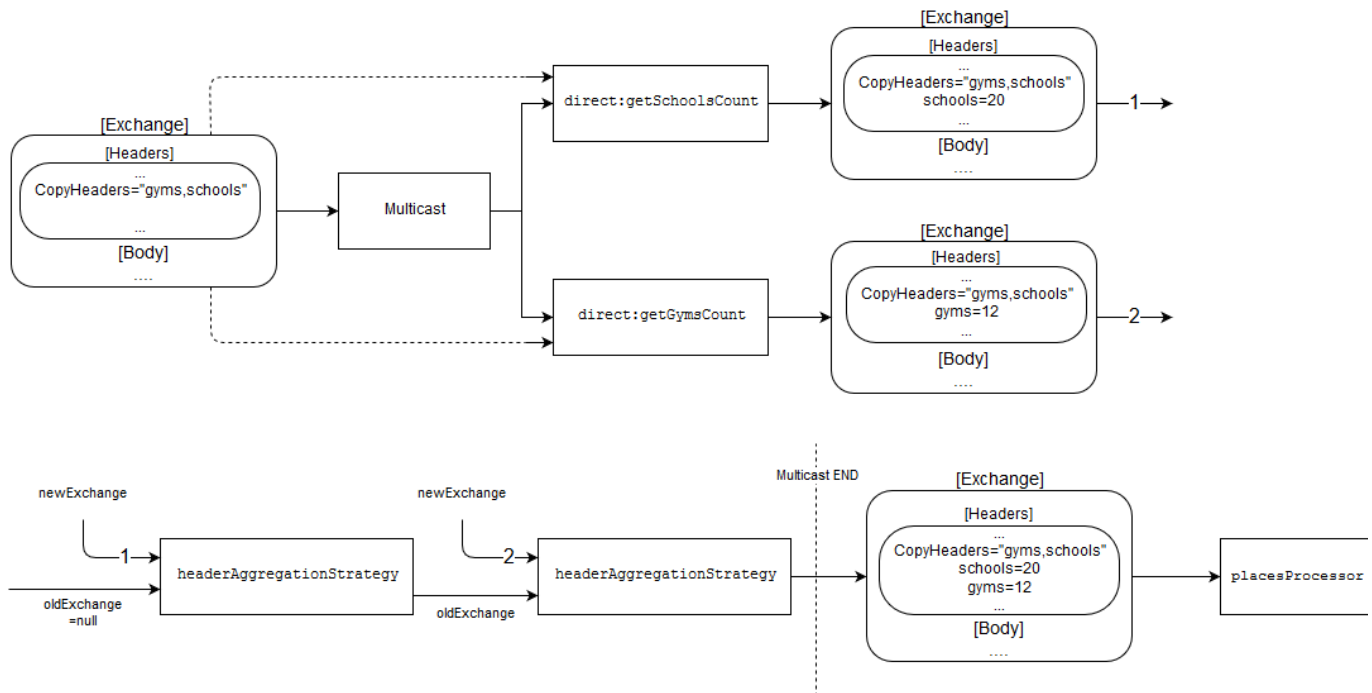 [Exchange]
[Headers]
...
CopyHeaders="gyms,schools"
schools=20
...
[Body]
....
direct:getSchoolsCount
1
[Exchange]
[Headers]
...
CopyHeaders="gyms,schools"
...
[Body]
....
Multicast
direct:getGymsCount
[Exchange]
[Headers]
...
CopyHeaders="gyms,schools"
gyms=12
...
[Body]
....
2
newExchange
1
oldExchange
=null
headerAggregationStrategy
newExchange
2
oldExchange
headerAggregationStrategy
Multicast END
[Exchange]
[Headers]
...
CopyHeaders="gyms,schools"
schools=20
gyms=12
...
[Body]
....
placesProcessor